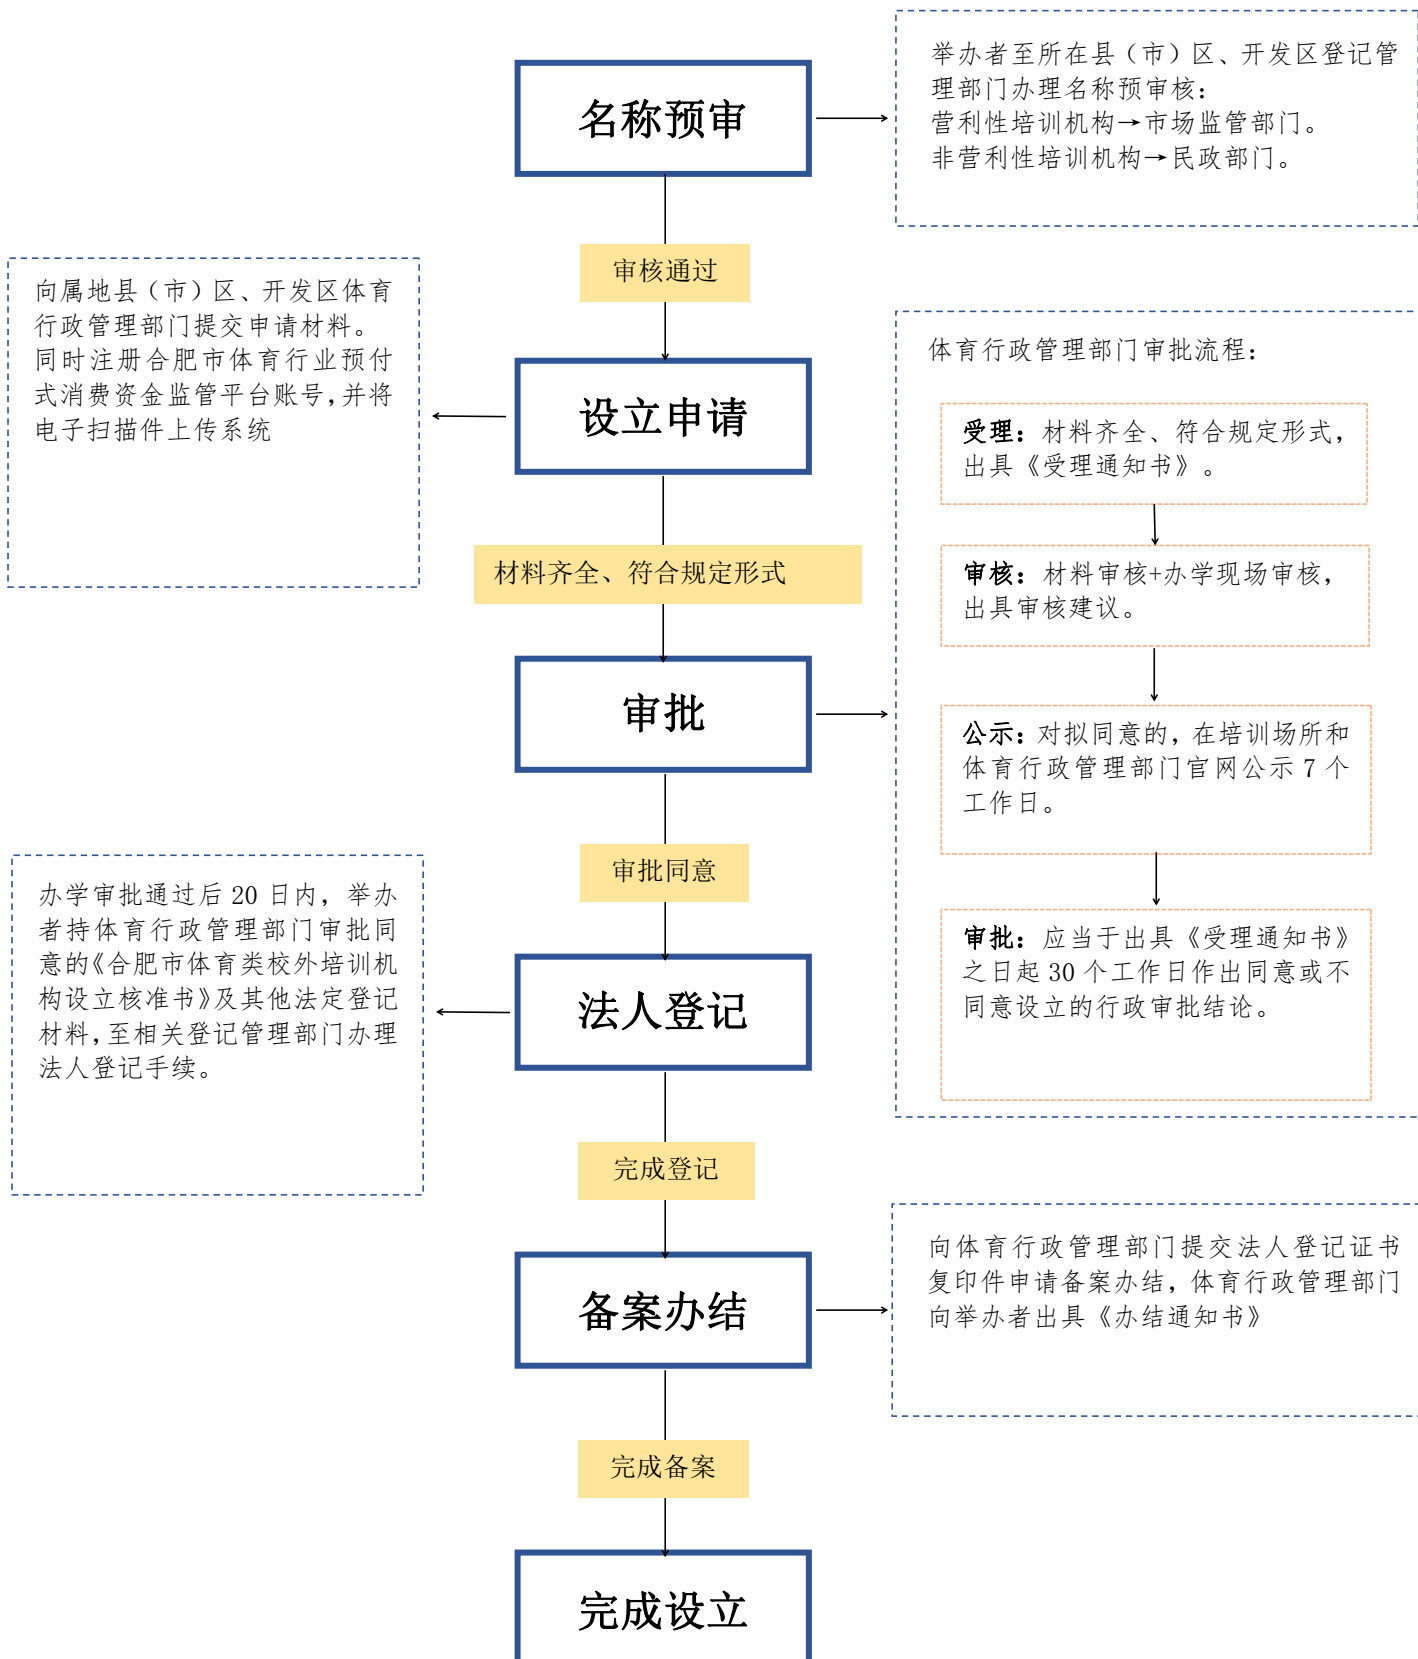 名称预审
举办者至所在县（市）区、开发区登记管
理部门办理名称预审核：
营利性培训机构→市场监管部门。
非营利性培训机构→民政部门。
审核通过
向属地县（市）区、开发区体育
行政管理部门提交申请材料。
同时注册合肥市体育行业预付
式消费资金监管平台账号，并将
电子扫描件上传系统
设立申请
材料齐全、符合规定形式
审批
体育行政管理部门审批流程：
受理：材料齐全、符合规定形式，
出具《受理通知书》。
审核：材料审核+办学现场审核，
出具审核建议。
公示：对拟同意的，在培训场所和
体育行政管理部门官网公示 7 个
工作日。
审批：应当于出具《受理通知书》
之日起 30 个工作日作出同意或不
同意设立的行政审批结论。
审批同意
办学审批通过后 20 日内，举办
者持体育行政管理部门审批同
意的《合肥市体育类校外培训机
构设立核准书》及其他法定登记
材料，至相关登记管理部门办理
法人登记手续。
法人登记
完成登记
备案办结
向体育行政管理部门提交法人登记证书
复印件申请备案办结，体育行政管理部门
向举办者出具《办结通知书》
完成备案
完成设立